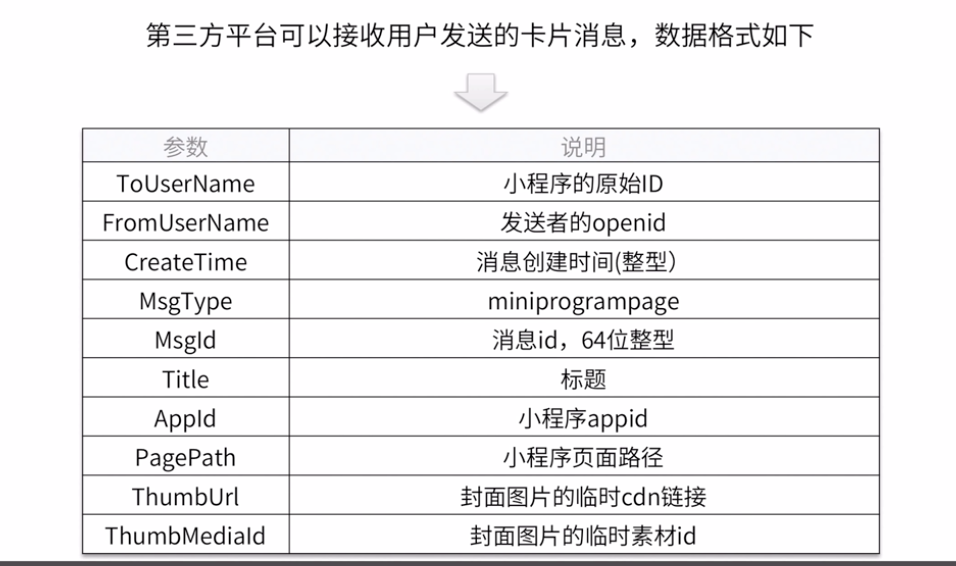 第三方平台可以接收用户发送的卡片消息，数据格式如下
参数 说明
ToUserName 小程序的原始ID
FromUserName 发送者的openid
CreateTime 消息创建时间(整型）
MsgType miniprogrampage
MsgId 消息id，64位整型
Title 标题
AppId 小程序appid
PagePath 小程序页面路径
ThumbUrl 封面图片的临时cdn链接
ThumbMediaId 封面图片的临时素材id